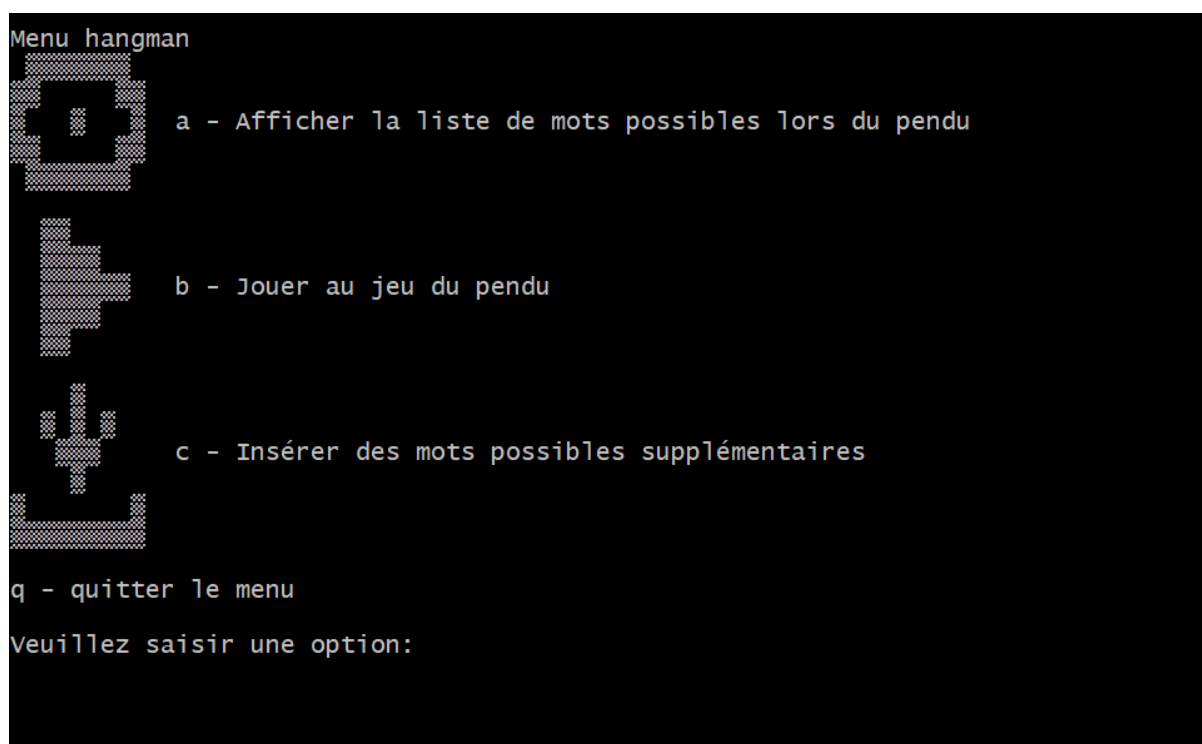 Menu hangman
a - Afficher la liste de mots possibles lors du pendu
b - Jouer au jeu du pendu
c - Insérer des mots possibles supplémentaires
q - quitter le menu
Veuillez saisir une option: